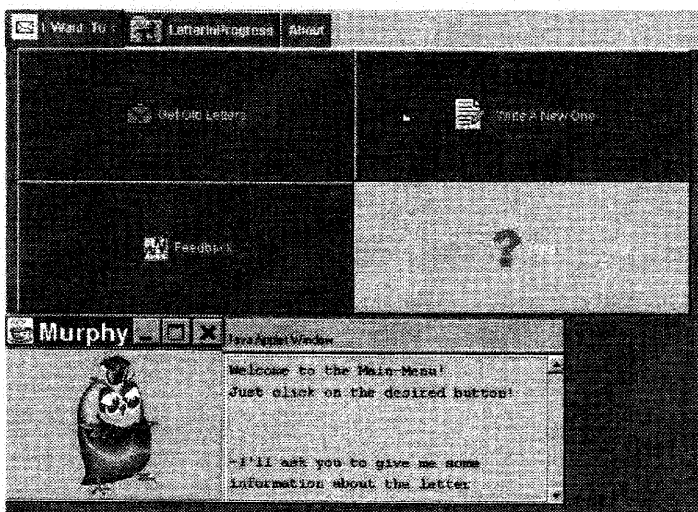 I Want To :
LetterInProgress
About
Get Old Letters
Write A New One
Feedback
Murphy
Java Applet Window
Welcome to the Main-Menu!
Just click on the desired button!
-I'll ask you to give me some
information about the letter